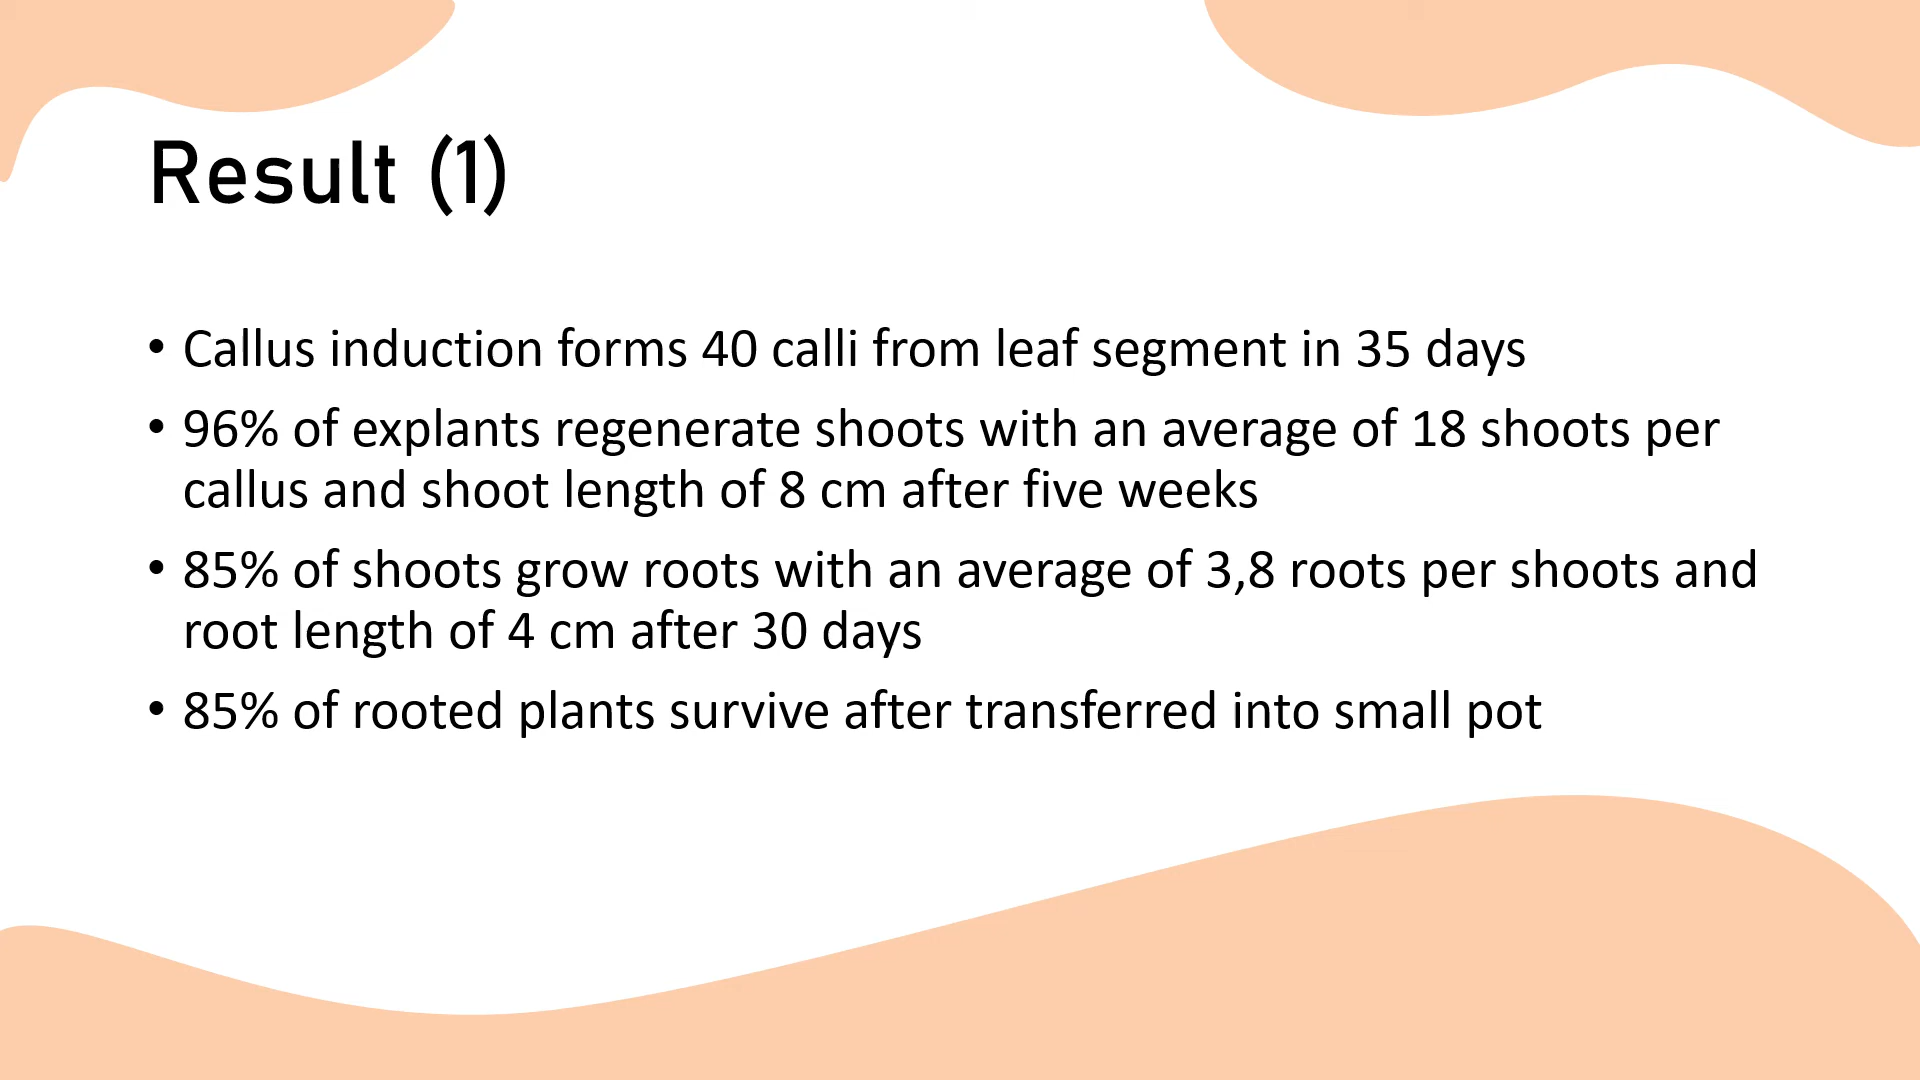 Result (1)
• Callus induction forms 40 calli from leaf segment in 35 days
• 96% of explants regenerate shoots with an average of 18 shoots per
callus and shoot length of 8 cm after five weeks
• 85% of shoots grow roots with an average of 3,8 roots per shoots and
root length of 4 cm after 30 days
• 85% of rooted plants survive after transferred into small pot